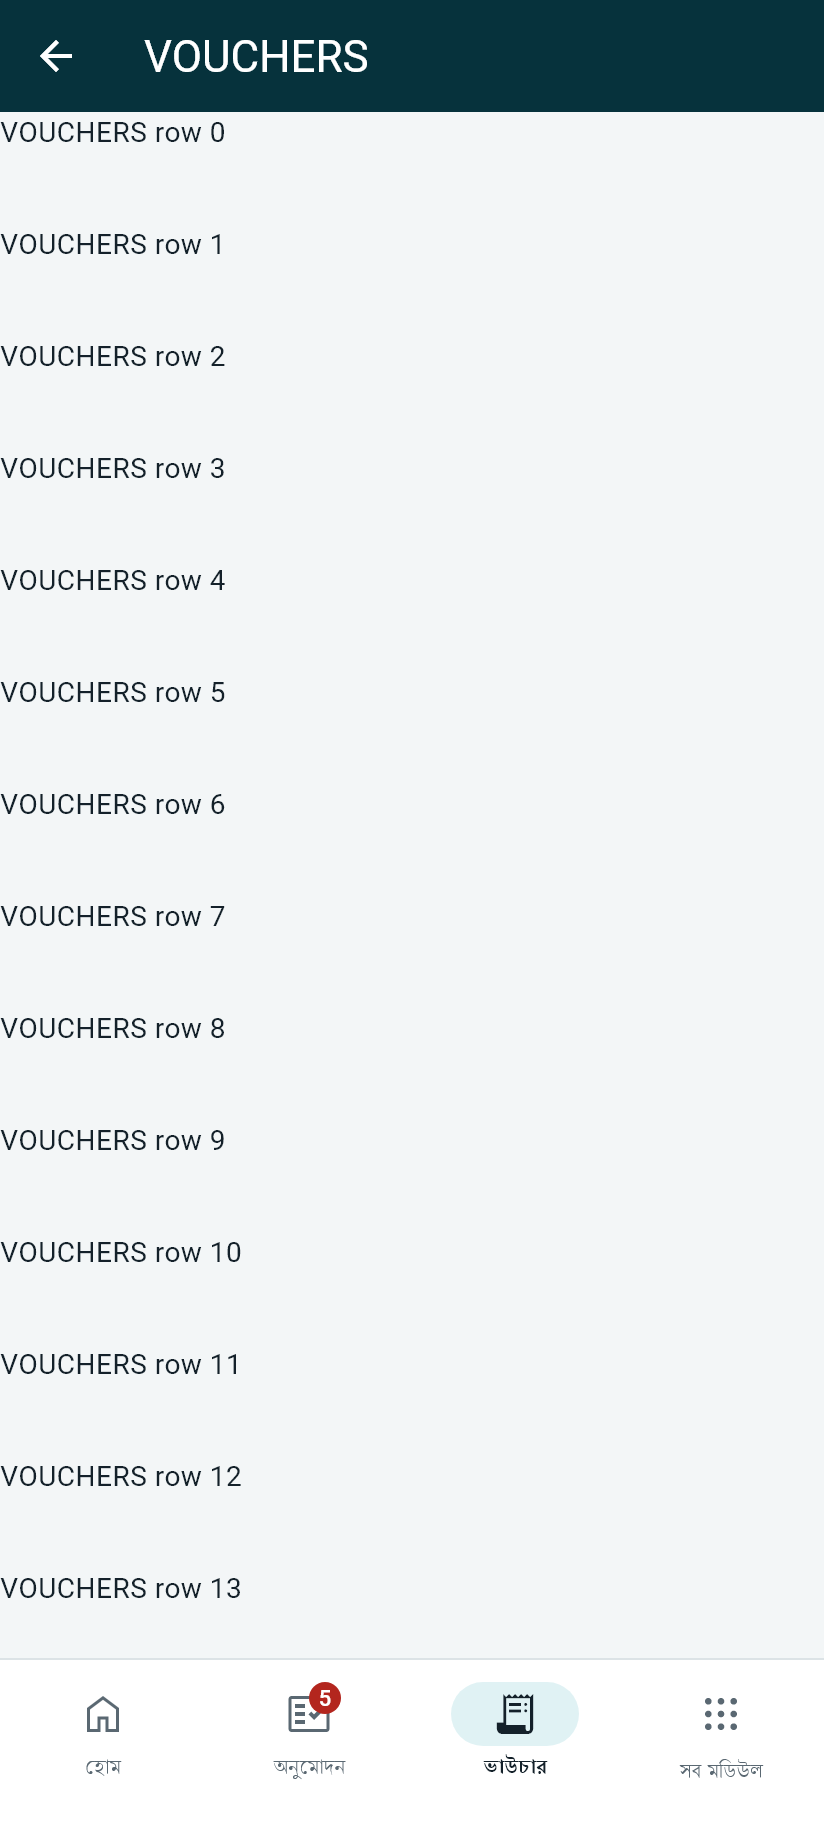 VOUCHERS
VOUCHERS row 0
VOUCHERS row 1
VOUCHERS row 2
VOUCHERS row 3
VOUCHERS row 4
VOUCHERS row 5
VOUCHERS row 6
VOUCHERS row 7
VOUCHERS row 8
VOUCHERS row 9
VOUCHERS row 10
VOUCHERS row 11
VOUCHERS row 12
VOUCHERS row 13
5
হোম অনুমোদন ভাউচার সব মডিউল